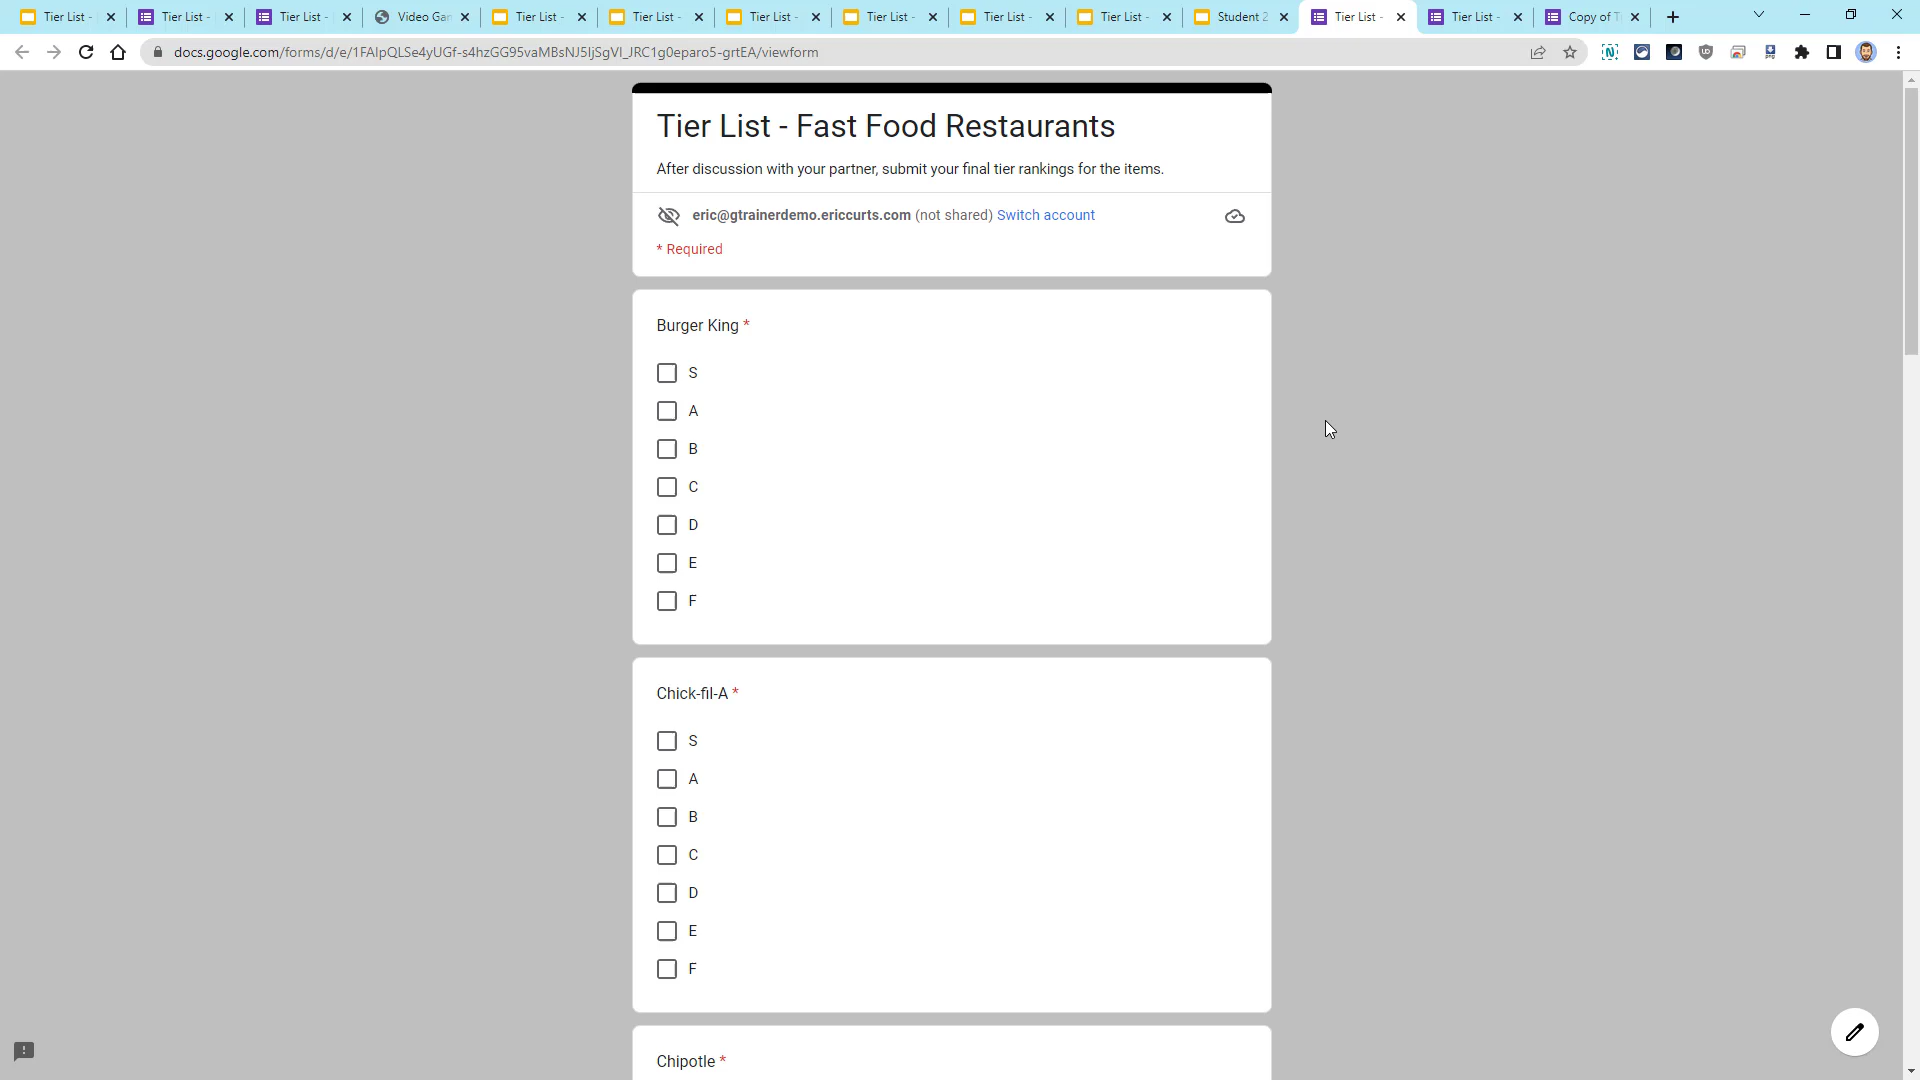 Tier List -
Tier List -
Tier List -
Video Gar
Tier List -
Tier List -
Tier List -
Tier List -
Tier List -
Tier List -
Student 2
Tier List -
Tier List -
Copy of T
docs.google.com/forms/d/e/1FAIpQLSe4yUGf-s4hzGG95vaMBsNJ5IjSgVl_JRC1g0eparo5-grtEA/viewform
Tier List - Fast Food Restaurants
After discussion with your partner, submit your final tier rankings for the items.
eric@gtrainerdemo.ericcurts.com (not shared) Switch account
* Required
Burger King *
S
A
B
C
D
E
F
Chick-fil-A *
S
A
B
C
D
E
F
Chipotle *